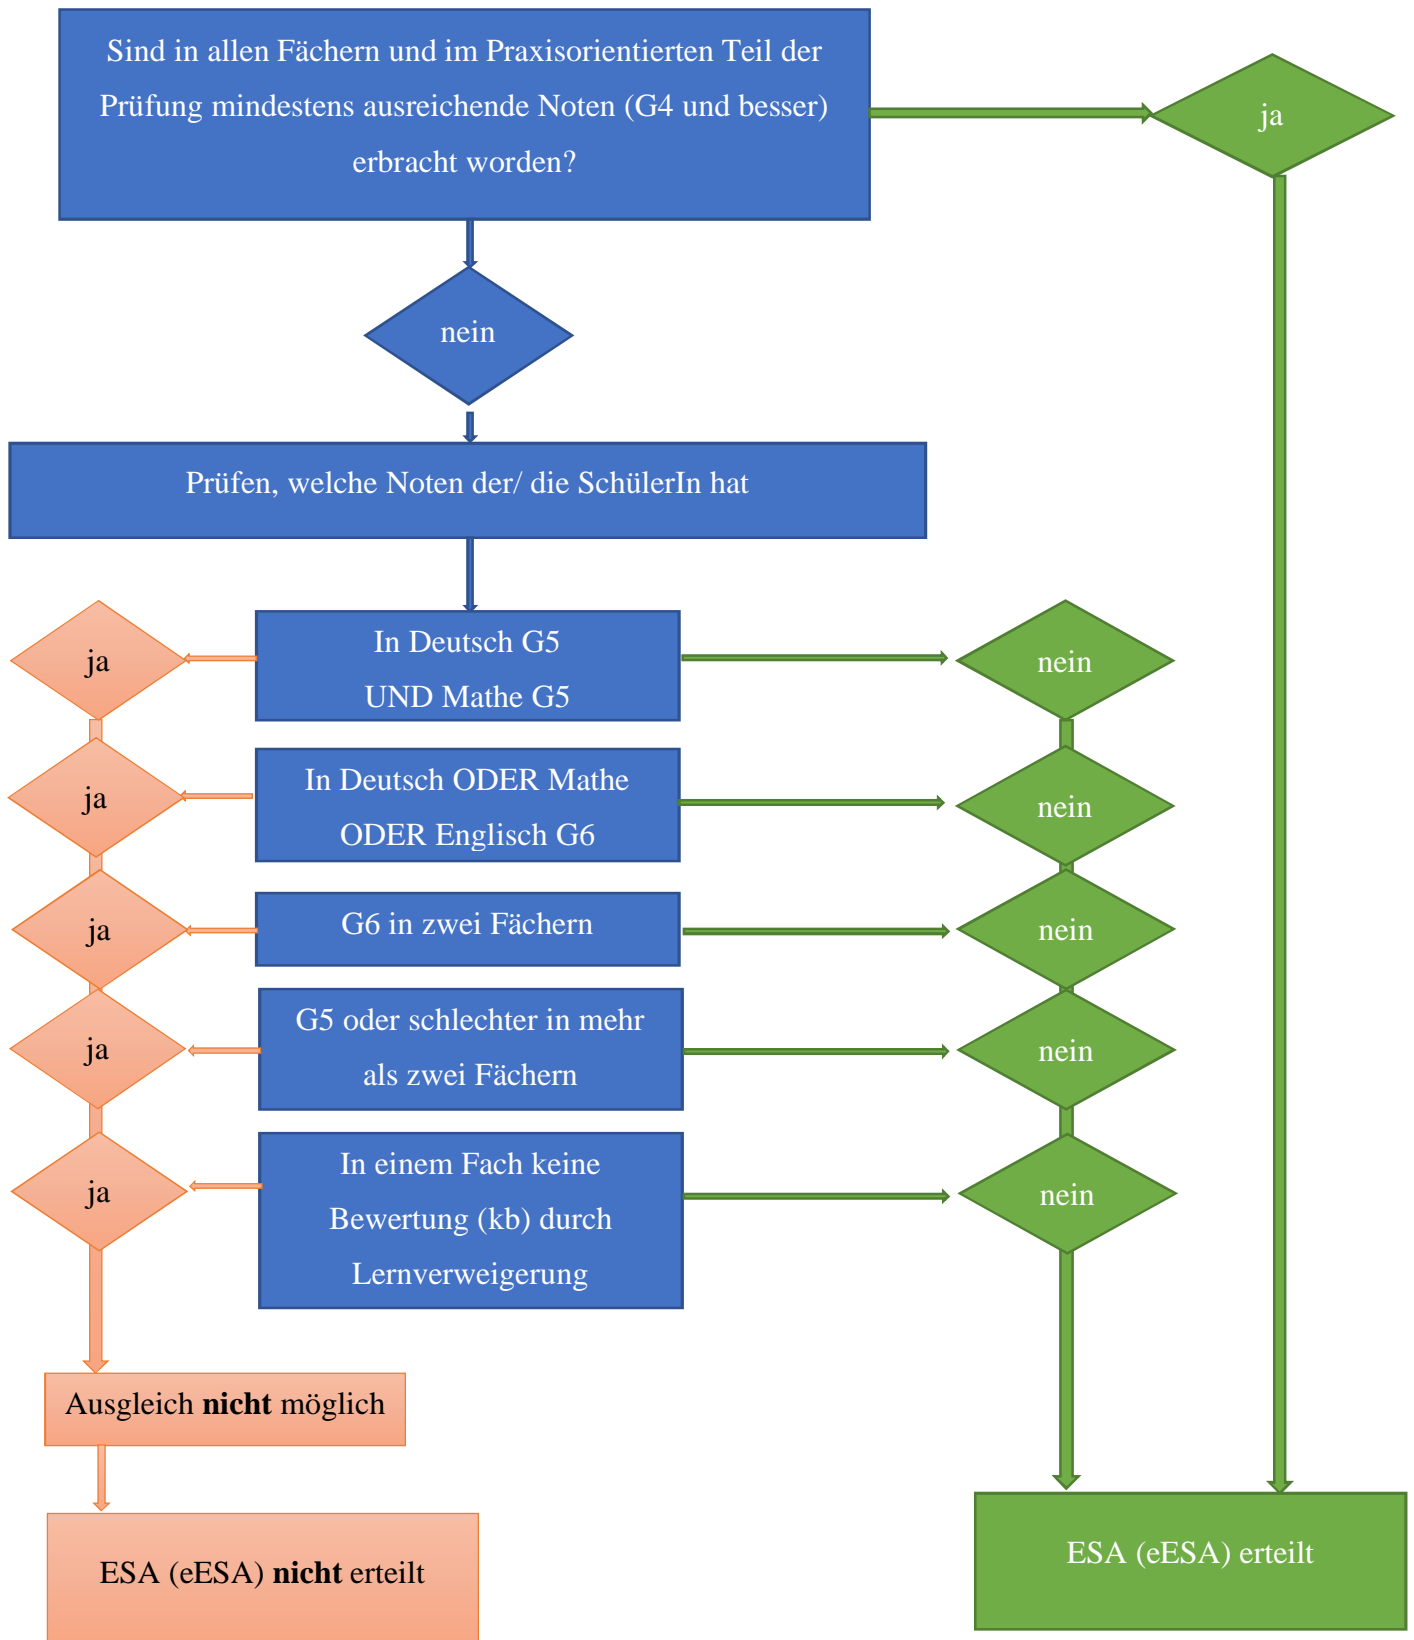 Sind in allen Fächern und im Praxisorientierten Teil der
Prüfung mindestens ausreichende Noten (G4 und besser)
erbracht worden?
ja
nein
Prüfen, welche Noten der/ die SchülerIn hat
ja
In Deutsch G5
UND Mathe G5
nein
ja
In Deutsch ODER Mathe
ODER Englisch G6
nein
ja
G6 in zwei Fächern
nein
ja
G5 oder schlechter in mehr
als zwei Fächern
nein
ja
In einem Fach keine
Bewertung (kb) durch
Lernverweigerung
nein
Ausgleich nicht möglich
ESA (eESA) nicht erteilt
ESA (eESA) erteilt